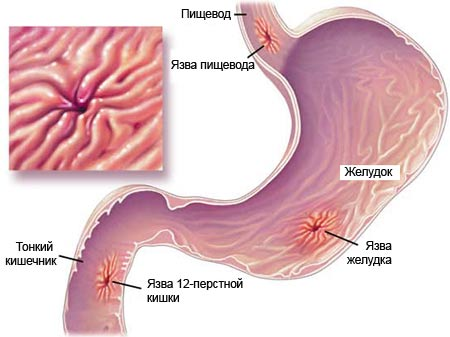 Пищевод
Язва пищевода
Желудок
Тонкий
кишечник
Язва
желудка
Язва 12-перстной
кишки